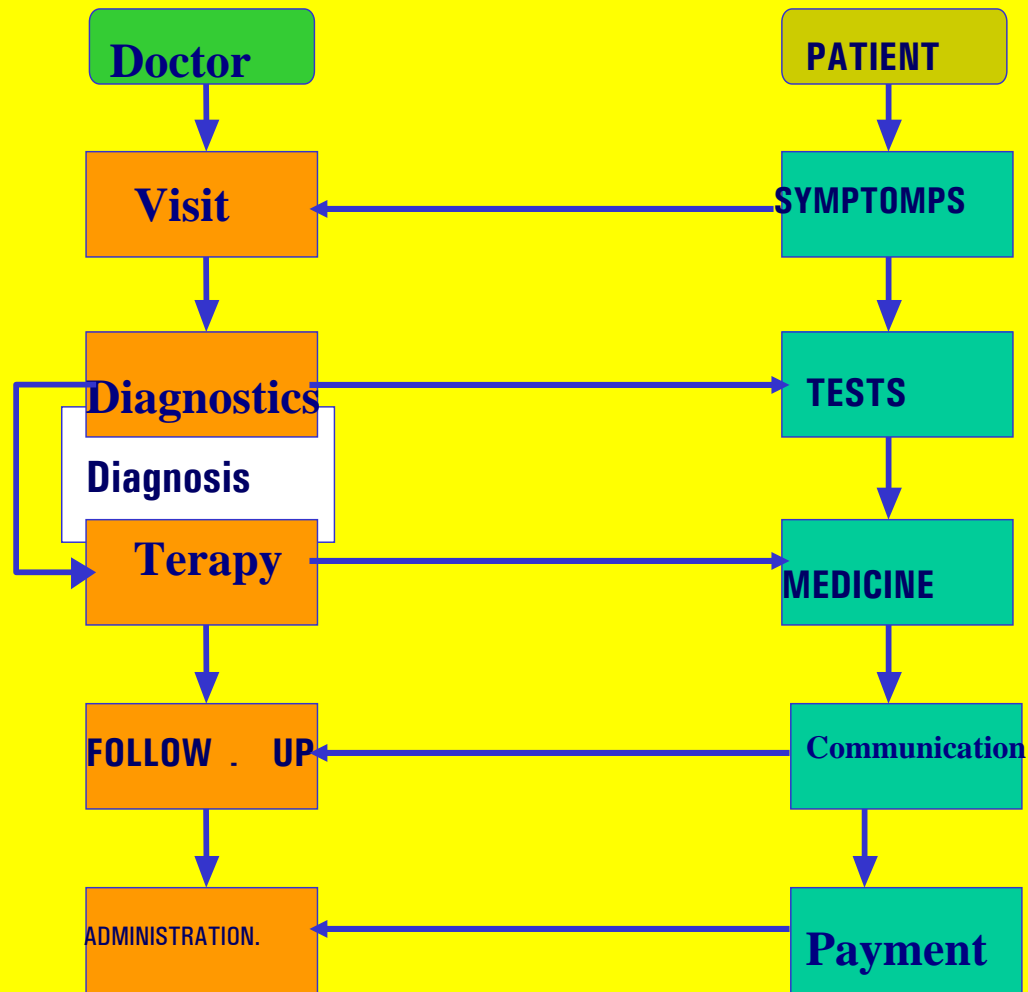 Doctor
PATIENT
Visit
SYMPTOMPS
Diagnostics
TESTS
Diagnosis
Terapy
MEDICINE
FOLLOW . UP
Communication
ADMINISTRATION.
Payment